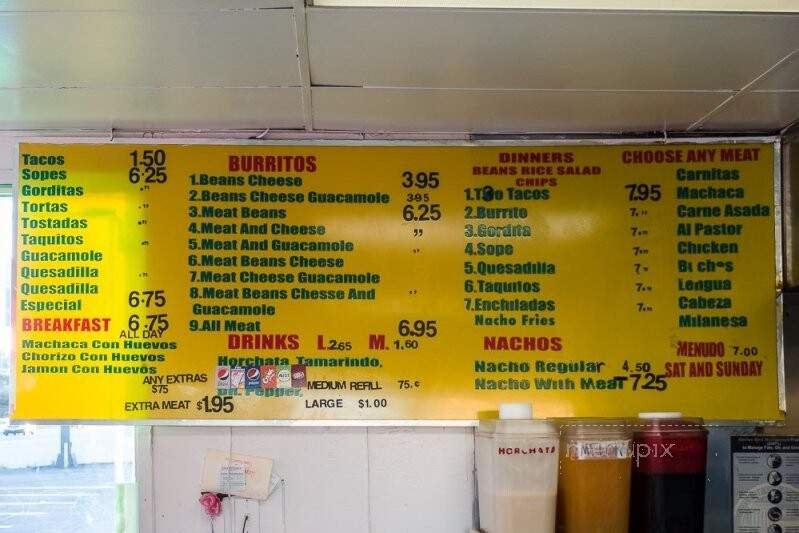 Tacos 1.50
Sopes 6.25
Gorditas "
Tortas "
Tostadas "
Taquitos "
Guacamole
Quesadilla "
Quesadilla
Especial 6.75
BREAKFAST 6.75
ALL DAY
Machaca Con Huevos
Chorizo Con Huevos
Jamon Con Huevos
ANY EXTRAS
$75
EXTRA MEAT $1.95
BURRITOS
1.Beans Cheese 3.95
2.Beans Cheese Guacamole 3.95
3.Meat Beans 6.25
4.Meat And Cheese "
5.Meat And Guacamole "
6.Meat Beans Cheese
7.Meat Cheese Guacamole
8.Meat Beans Chesse And "
Guacamole
9.All Meat 6.95
DRINKS L.2.65 M.1.60
Horchata Tamarindo,
Dr. Pepper,
MEDIUM REFILL 75.¢
LARGE $1.00
DINNERS
BEANS RICE SALAD
CHIPS
1. Tacos 7.95
2.Burrito 7."
3.Gordita
4.Sope
5.Quesadilla
6.Taquitos
7.Enchiladas
Nacho Fries
NACHOS
Nacho Regular 4.50
Nacho With Meat 7.25
CHOOSE ANY MEAT
Carnitas
Machaca
Carne Asada
Al Pastor
Chicken
Lengua
Cabeza
Milanesa
MENUDO 7.00
SAT AND SUNDAY
HORCHATA